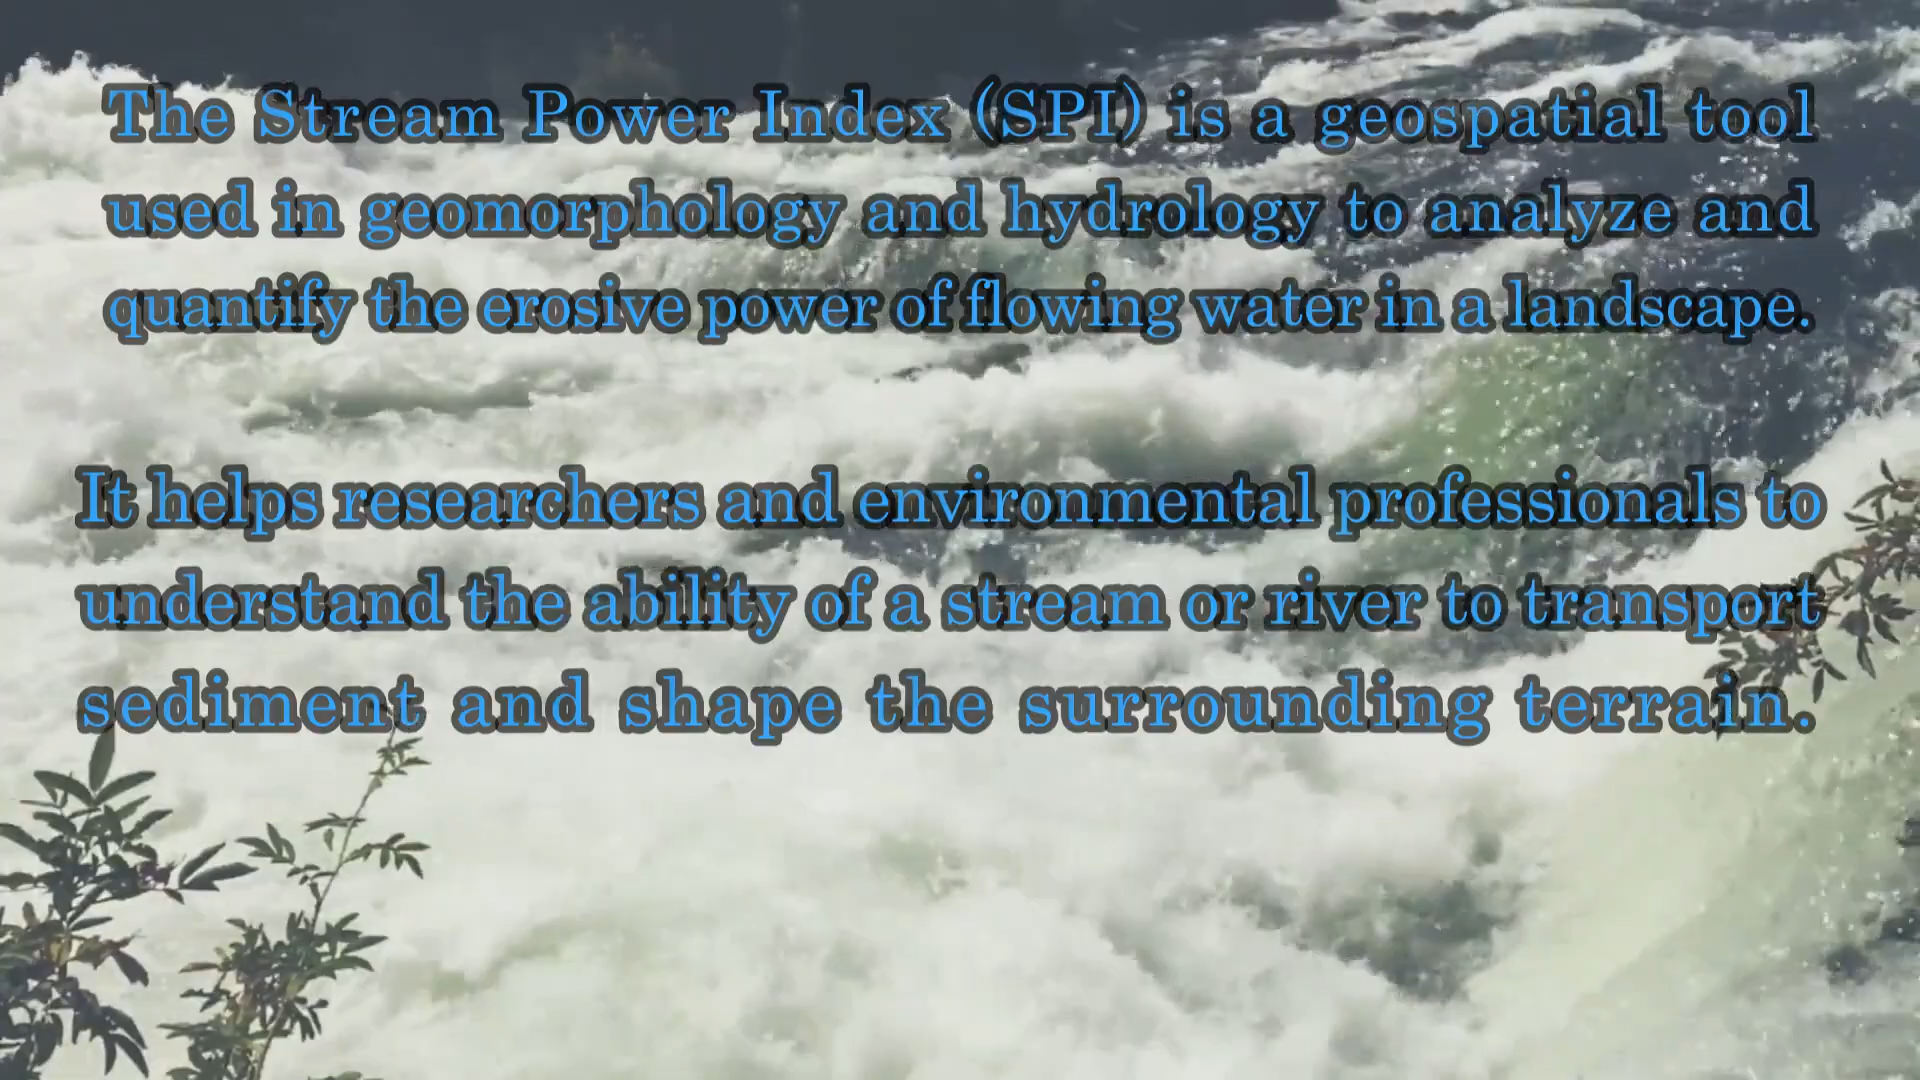 The Stream Power Index (SPI) is a geospatial tool
used in geomorphology and hydrology to analyze and
quantify the erosive power of flowing water in a landscape.
It helps researchers and environmental professionals to
understand the ability of a stream or river to transport
sediment and shape the surrounding terrain.